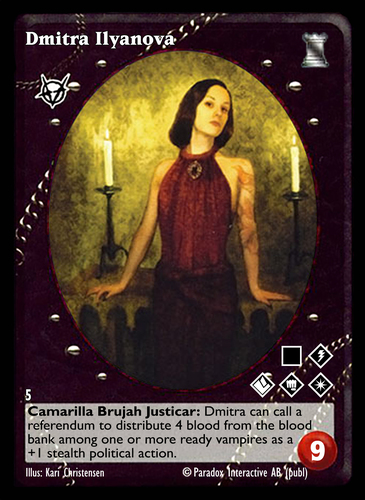 Dmitra Ilyanová
5
Camarilla Brujah Justicar: Dmitra can call a
referendum to distribute 4 blood from the blood
bank among one or more ready vampires as a
+1 stealth political action.
9
Illus: Kari Christensen © Paradox Interactive AB (publ)